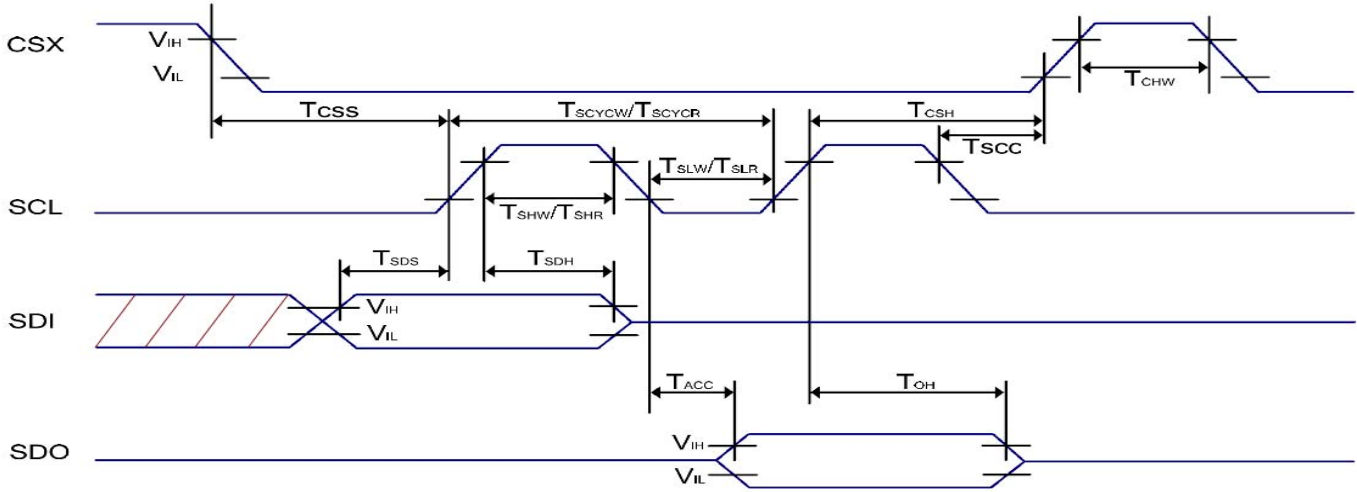 CSX
VIH
VIL
TCHW
TCSS
TSCYCW/TSCYCR
TCSH
TSCC
SCL
TSLW/TSLR
TSHW/TSHR
TSDS
TSDH
SDI
VIH
VIL
TACC
TOH
SDO
VIH
VIL